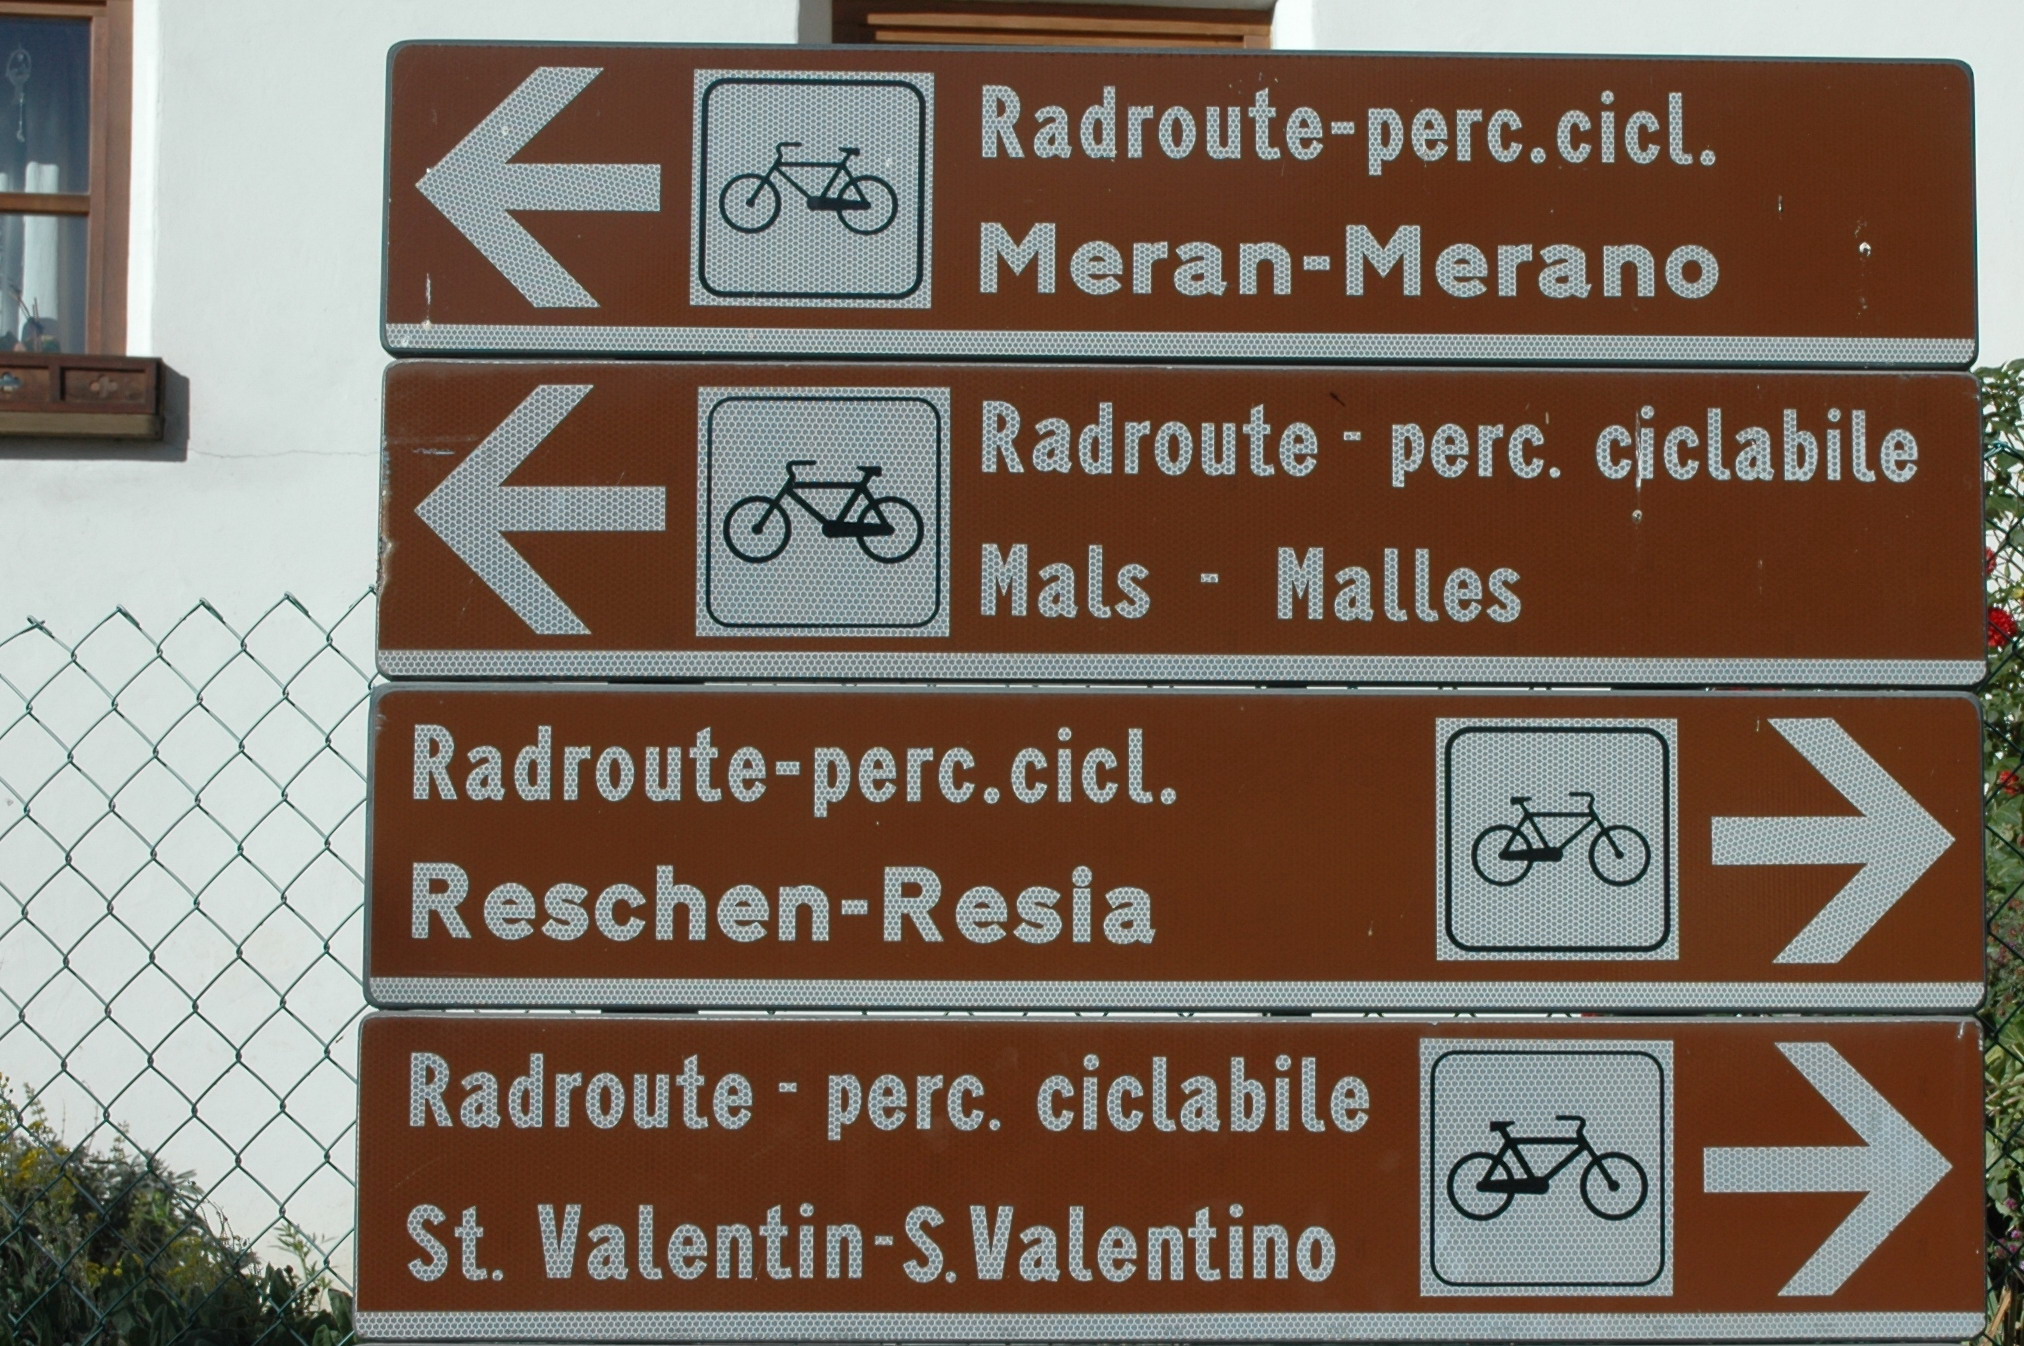 Radroute-perc.cicl.
Meran-Merano
Radroute - perc. ciclabile
Mals - Malles
Radroute-perc.cicl.
Reschen-Resia
Radroute - perc. ciclabile
St. Valentin-S.Valentino